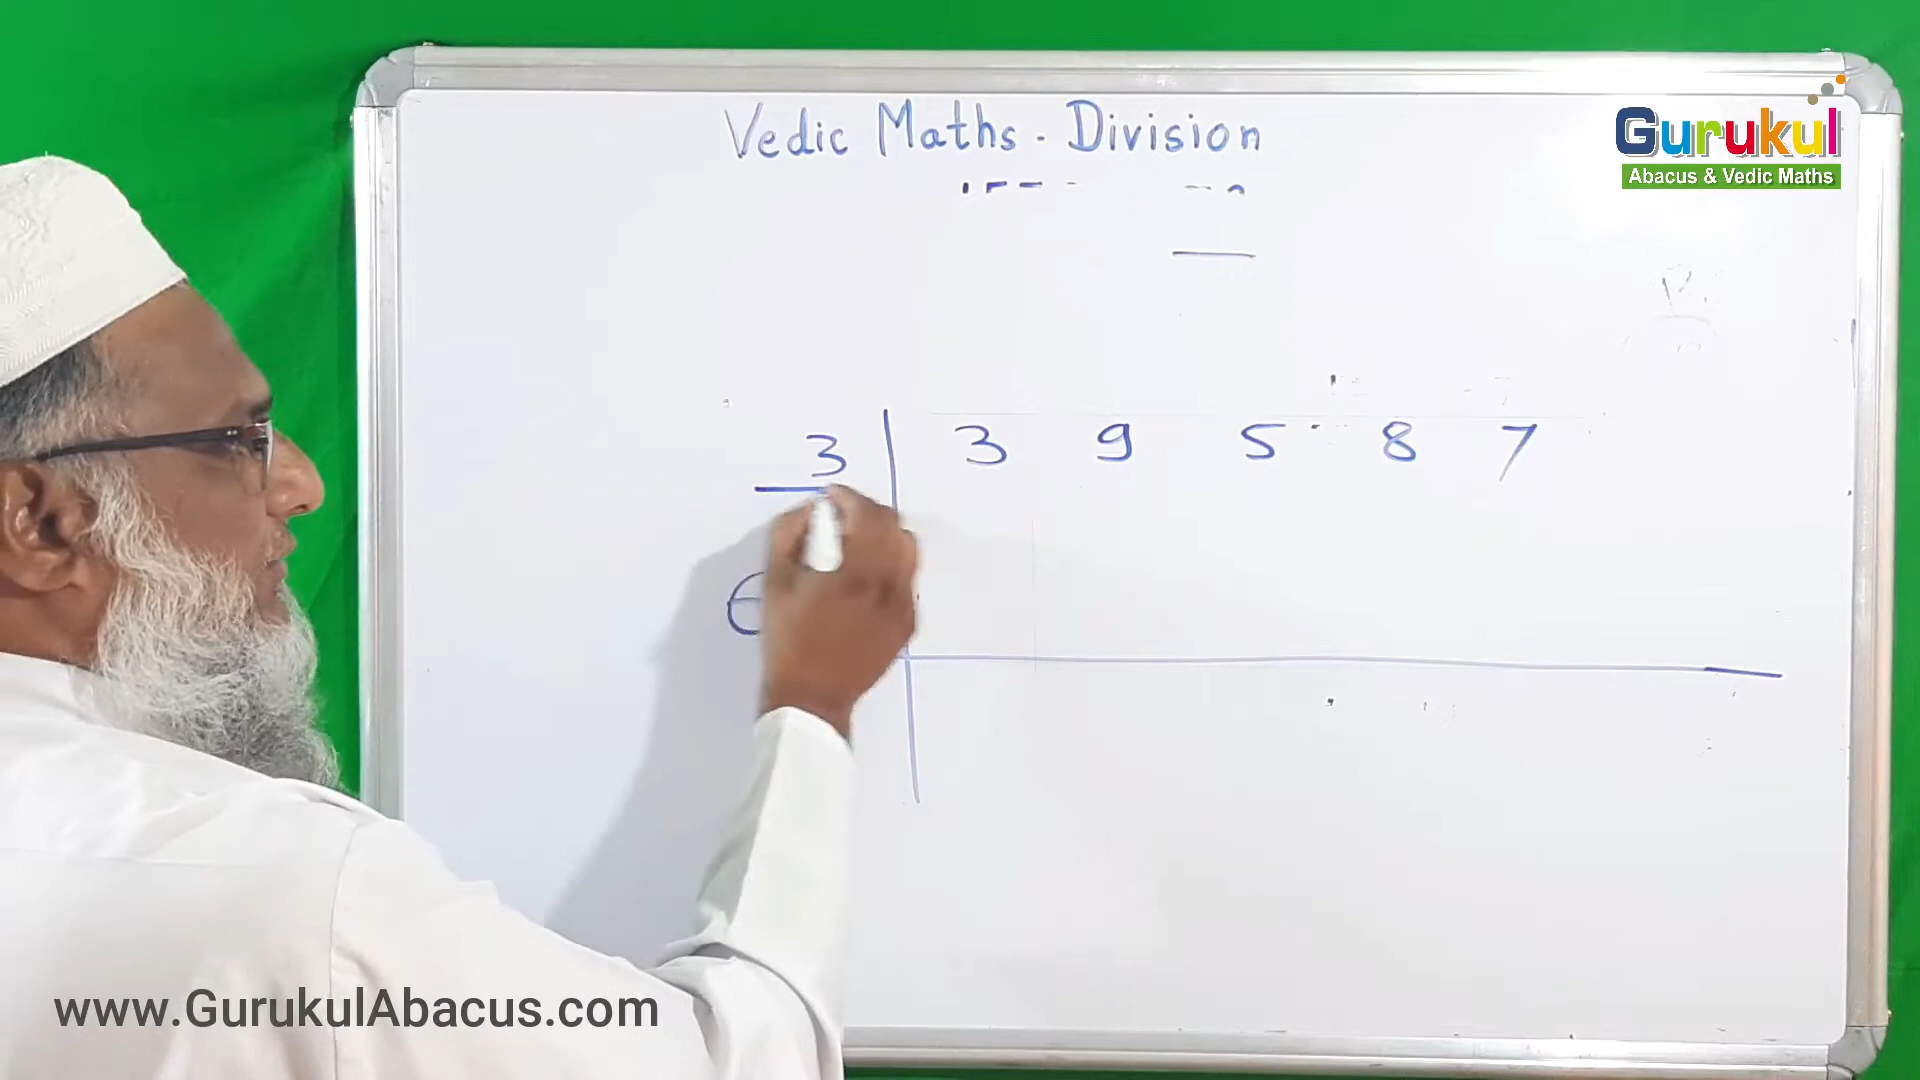 Vedic Maths - Division
Gurukul
Abacus & Vedic Maths
3 3 9 5 8 7
www.GurukulAbacus.com